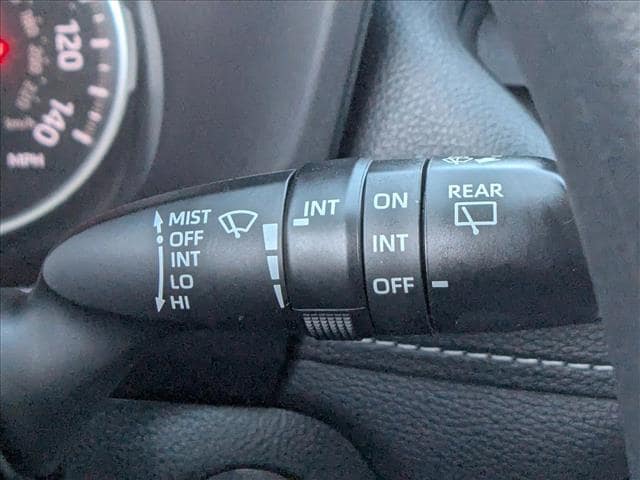 120
140
MPH
MIST
OFF
INT
LO
HI
INT
ON
INT
OFF
REAR